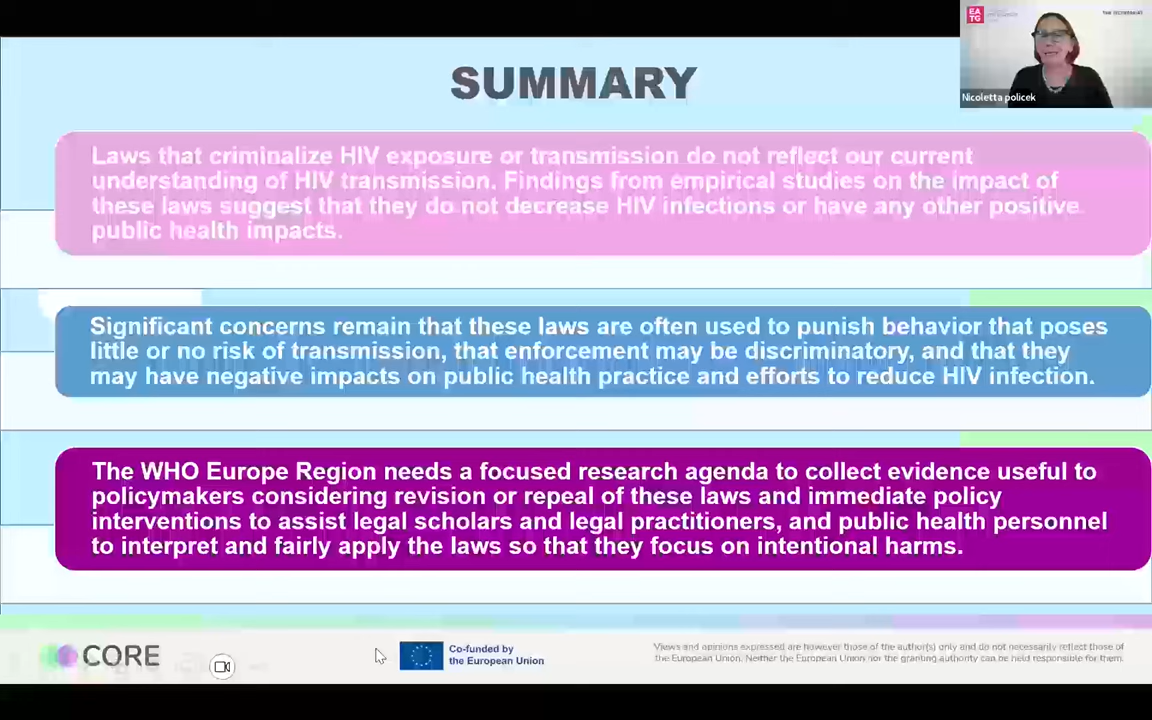 SUMMARY
EATG
Nicoletta policek
Laws that criminalize HIV exposure or transmission do not reflect our current
understanding of HIV transmission. Findings from empirical studies on the impact of
these laws suggest that they do not decrease HIV infections or have any other positive
public health impacts.
Significant concerns remain that these laws are often used to punish behavior that poses
little or no risk of transmission, that enforcement may be discriminatory, and that they
may have negative impacts on public health practice and efforts to reduce HIV infection.
The WHO Europe Region needs a focused research agenda to collect evidence useful to
policymakers considering revision or repeal of these laws and immediate policy
interventions to assist legal scholars and legal practitioners, and public health personnel
to interpret and fairly apply the laws so that they focus on intentional harms.
CORE
Co-funded by
the European Union
Views and opinions expressed are however those of the author(s) only and do not necessarily reflect those of
the European Union. Neither the European Union nor the granting authority can be held responsible for them.